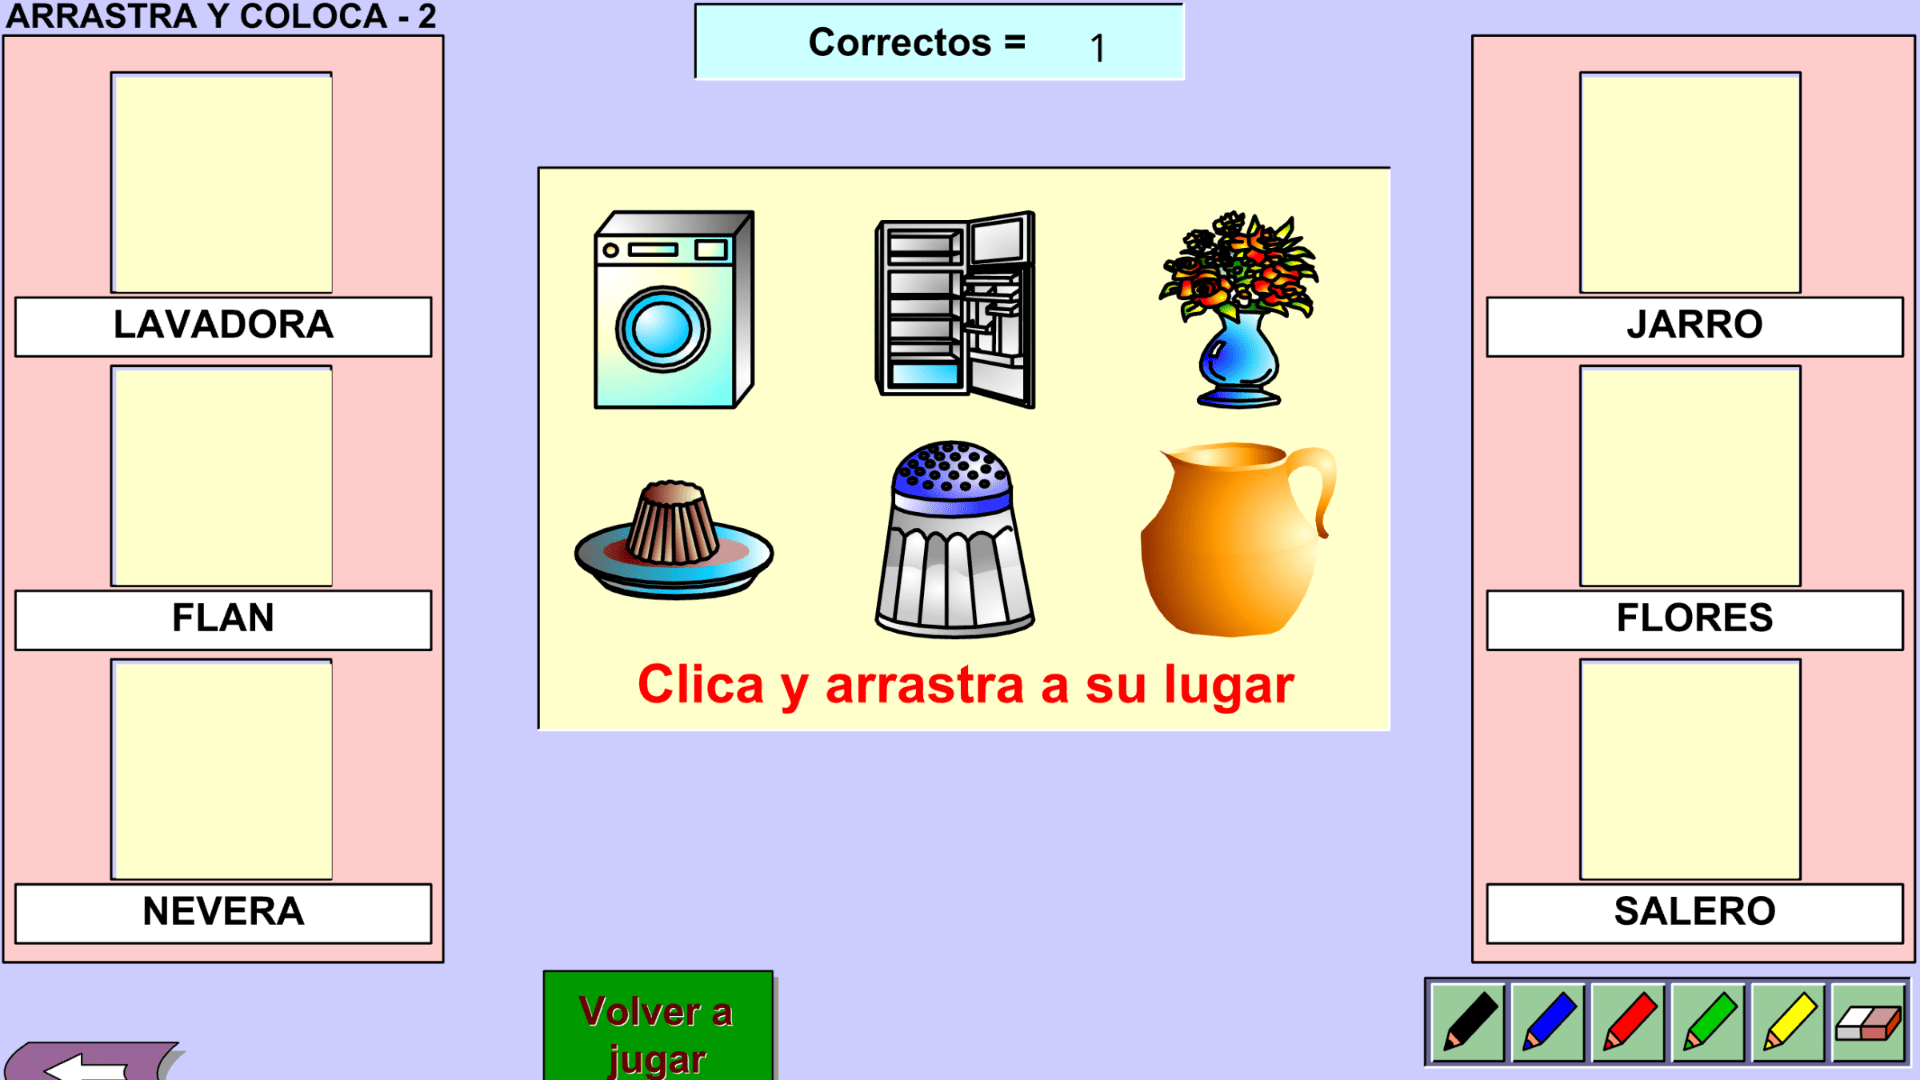 ARRASTRA Y COLOCA - 2
Correctos = 1
LAVADORA
FLAN
NEVERA
Clica y arrastra a su lugar
JARRO
FLORES
SALERO
Volver a
jugar